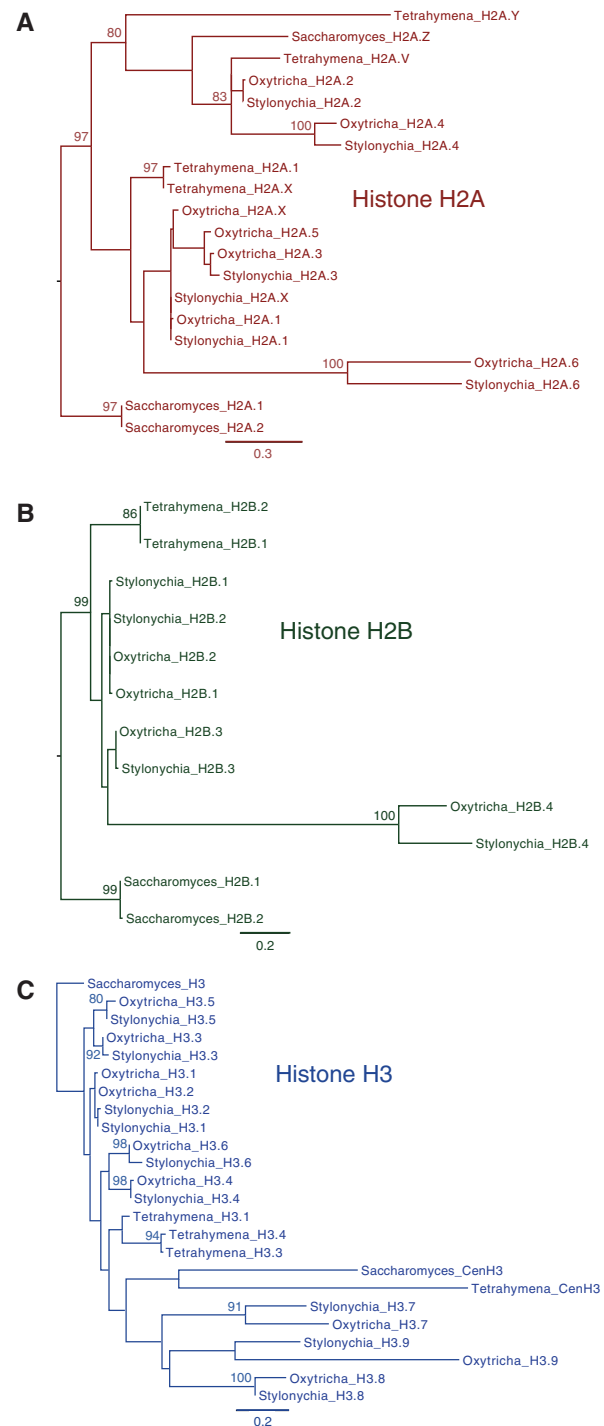 A
Tetrahymena_H2A.Y
80
Saccharomyces_H2A.Z
Tetrahymena_H2A.V
Oxytricha_H2A.2
83
Stylonychia_H2A.2
Oxytricha_H2A.4
100
Stylonychia_H2A.4
97
97
Tetrahymena_H2A.1
Tetrahymena_H2A.X
Histone H2A
Oxytricha_H2A.X
Oxytricha_H2A.5
Oxytricha_H2A.3
Stylonychia_H2A.3
Stylonychia_H2A.X
Oxytricha_H2A.1
Stylonychia_H2A.1
100
Oxytricha_H2A.6
Stylonychia_H2A.6
97
Saccharomyces_H2A.1
Saccharomyces_H2A.2
0.3
B
Tetrahymena_H2B.2
86
Tetrahymena_H2B.1
Stylonychia_H2B.1
99
Stylonychia_H2B.2
Histone H2B
Oxytricha_H2B.2
Oxytricha_H2B.1
Oxytricha_H2B.3
Stylonychia_H2B.3
100
Oxytricha_H2B.4
Stylonychia_H2B.4
Saccharomyces_H2B.1
99
Saccharomyces_H2B.2
0.2
C
Saccharomyces_H3
80
Oxytricha_H3.5
Stylonychia_H3.5
Oxytricha_H3.3
92
Stylonychia_H3.3
Oxytricha_H3.1
Histone H3
Oxytricha_H3.2
Stylonychia_H3.2
Stylonychia_H3.1
98
Oxytricha_H3.6
Stylonychia_H3.6
98
Oxytricha_H3.4
Stylonychia_H3.4
Tetrahymena_H3.1
94
Tetrahymena_H3.4
Tetrahymena_H3.3
Saccharomyces_CenH3
Tetrahymena_CenH3
91
Stylonychia_H3.7
Oxytricha_H3.7
Stylonychia_H3.9
Oxytricha_H3.9
100
Oxytricha_H3.8
Stylonychia_H3.8
0.2